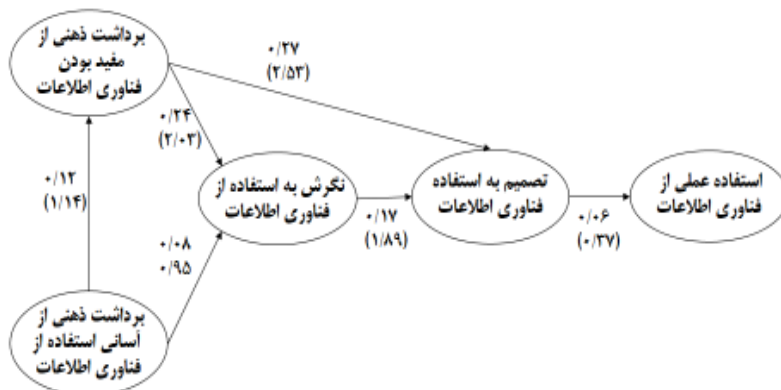 برداشت ذهنی از
مفید بودن
فناوری اطلاعات
۰/۲۷
(۲/۵۳)
۰/۲۴
(۲/۰۳)
۰/۱۲
(۱/۱۴)
نگرش به استفاده از
فناوری اطلاعات
۰/۱۷
(۱/۸۹)
تصمیم به استفاده
فناوری اطلاعات
۰/۰۶
(۰/۳۷)
استفاده عملی از
فناوری اطلاعات
۰/۰۸
۰/۹۵
برداشت ذهنی از
آسانی استفاده از
فناوری اطلاعات